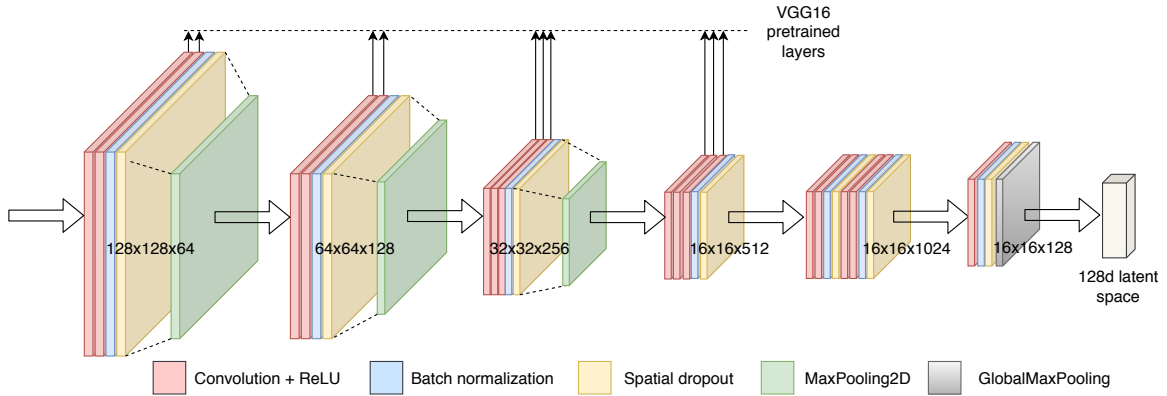 VGG16
pretrained
layers
128x128x64
64x64x128
32x32x256
16x16x512
16x16x1024
16x16x128
128d latent
space
Convolution + ReLU
Batch normalization
Spatial dropout
MaxPooling2D
GlobalMaxPooling